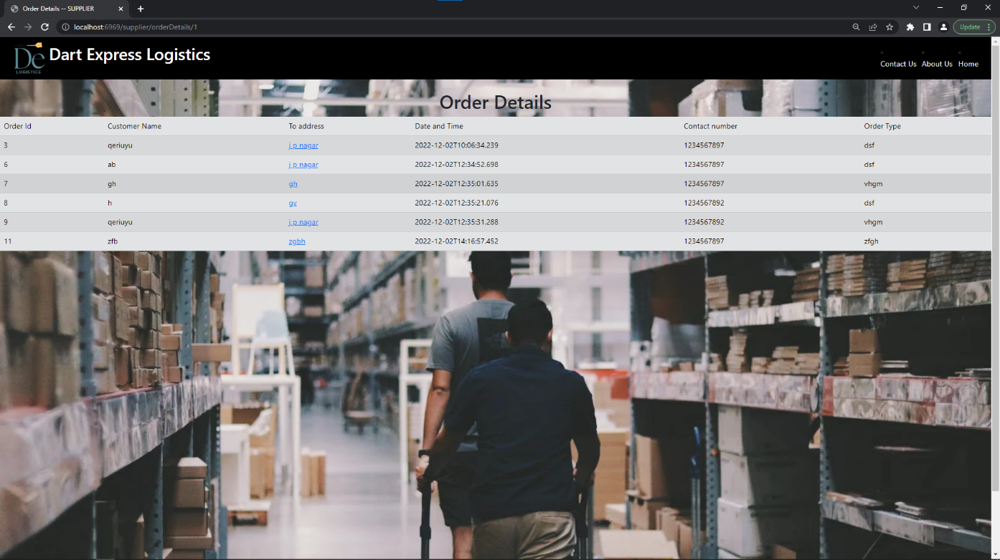 Order Details -- SUPPLIER
localhost:6969/supplier/orderDetails/1
Update
De
LOGISTICS
Dart Express Logistics
Contact Us About Us Home
Order Details
Order Id Customer Name To address Date and Time Contact number Order Type
3 qeriuyu j p nagar 2022-12-02T10:06:34.239 1234567897 dsf
6 ab j p nagar 2022-12-02T12:34:52.698 1234567897 dsf
7 gh gh 2022-12-02T12:35:01.635 1234567897 vhgm
8 h gv 2022-12-02T12:35:21.076 1234567892 dsf
9 qeriuyu j p nagar 2022-12-02T12:35:31.288 1234567892 vhgm
11 zfb zgbh 2022-12-02T14:16:57.452 1234567897 zfgh